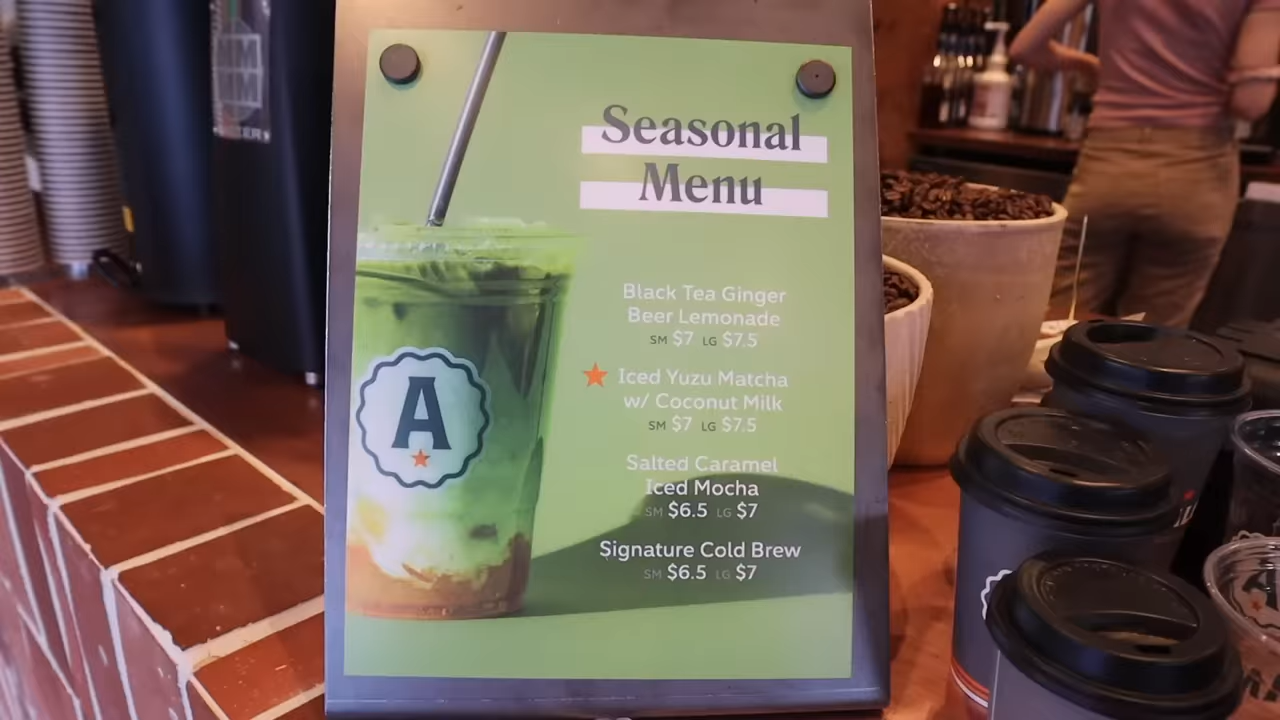 Seasonal
Menu
Black Tea Ginger
Beer Lemonade
SM $7 LG $7.5
Iced Yuzu Matcha
w/ Coconut Milk
SM $7 LG $7.5
Salted Caramel
Iced Mocha
SM $6.5 LG $7
Signature Cold Brew
SM $6.5 LG $7
A